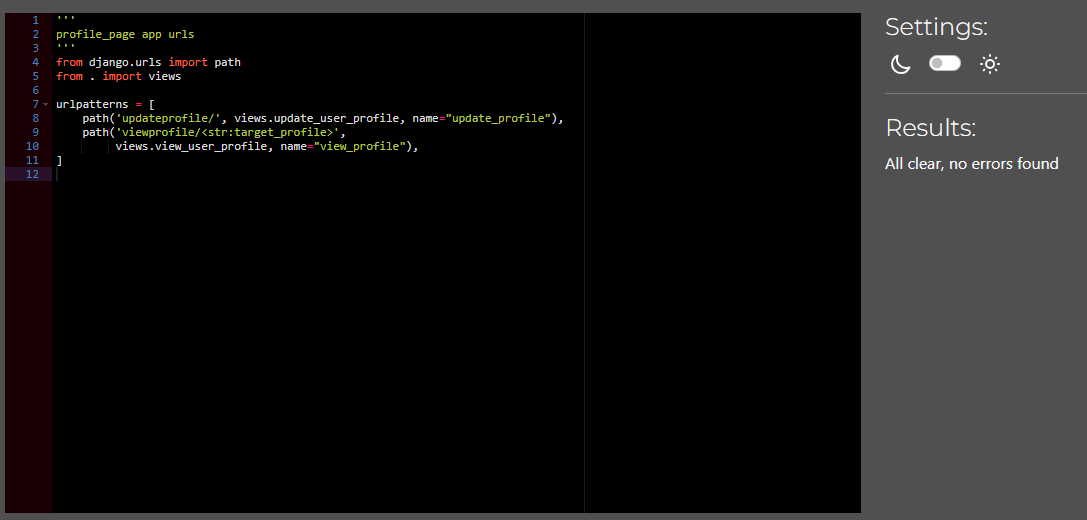 1 '''
2 profile_page app urls
3 '''
4 from django.urls import path
5 from . import views
6
7 urlpatterns = [
8     path('updateprofile/', views.update_user_profile, name="update_profile"),
9     path('viewprofile/<str:target_profile>',
10          views.view_user_profile, name="view_profile"),
11 ]
12
Settings:
Results:
All clear, no errors found